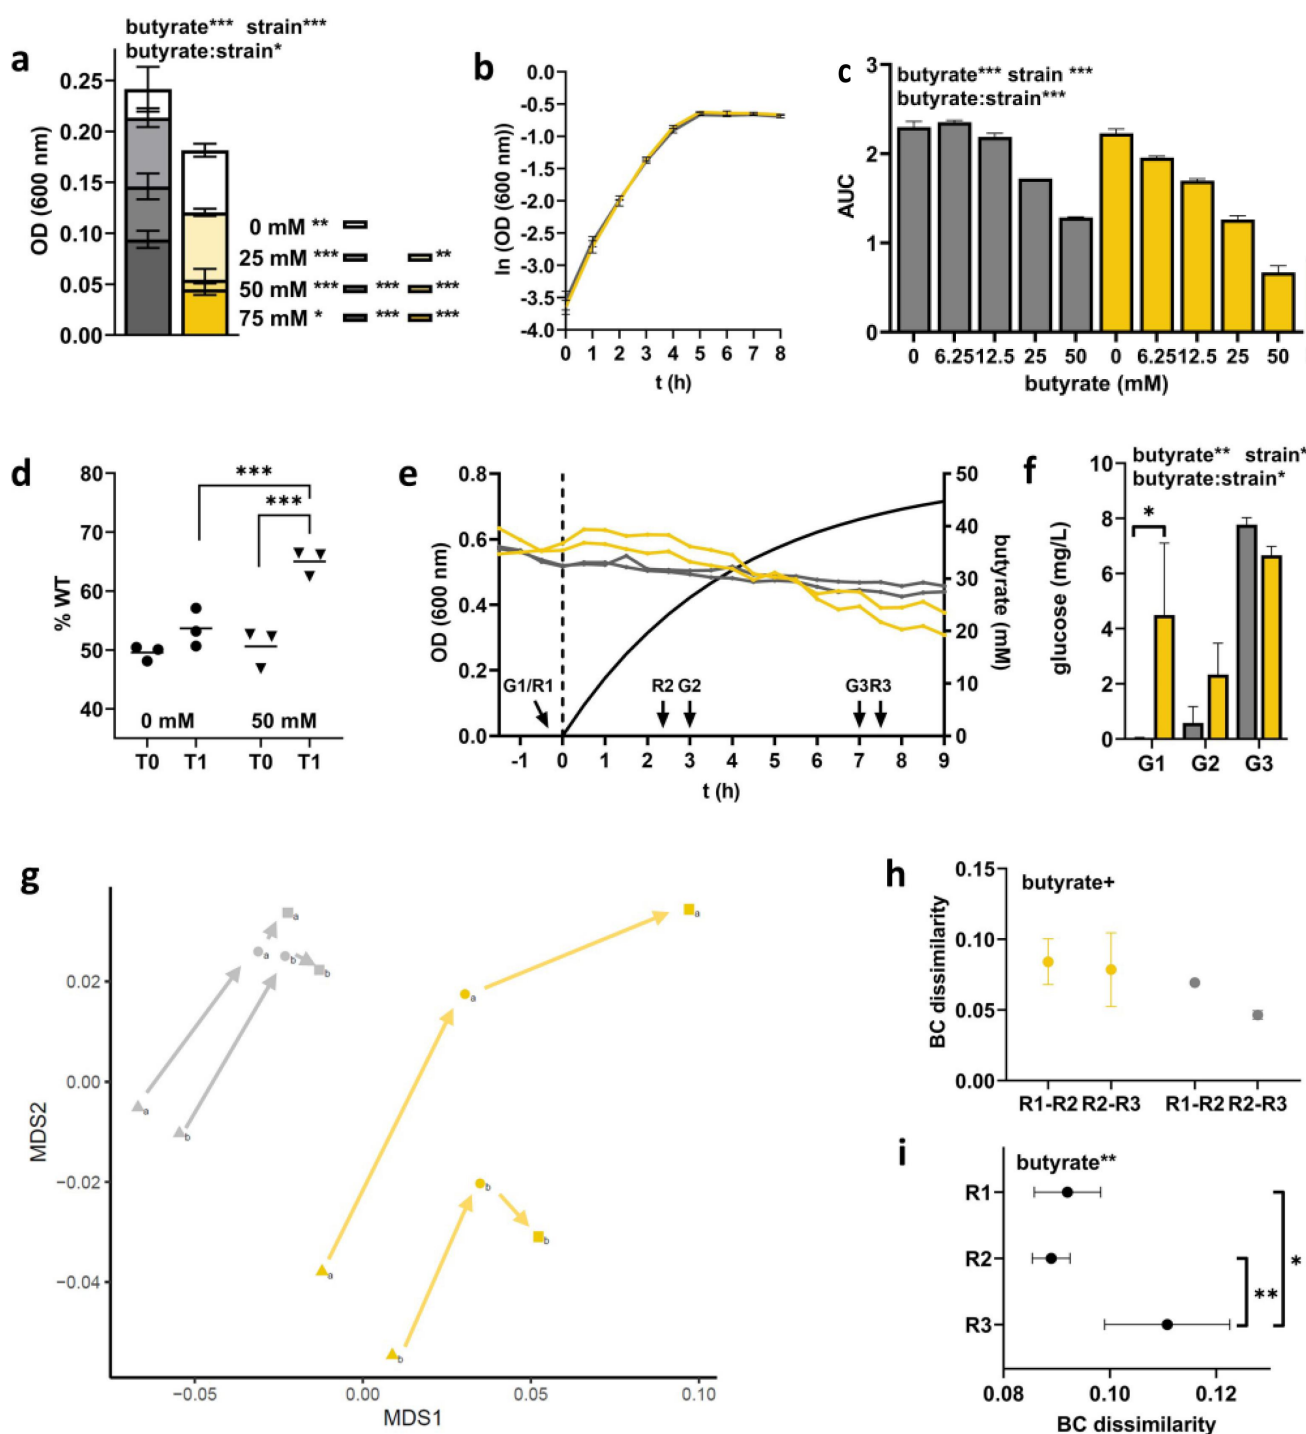 a
butyrate*** strain***
butyrate:strain*
OD (600 nm)
0.25
0.20
0.15
0.10
0.05
0.00
0 mM **
25 mM *** **
50 mM *** *** ***
75 mM * *** ***
b
ln (OD (600 nm))
0.0
-0.5
-1.0
-1.5
-2.0
-2.5
-3.0
-3.5
-4.0
0 1 2 3 4 5 6 7 8
t (h)
c
butyrate*** strain ***
butyrate:strain***
AUC
3
2
1
0
0 6.25 12.5 25 50 0 6.25 12.5 25 50
butyrate (mM)
d
% WT
80
70
60
50
40
***
***
0 mM 50 mM
T0 T1 T0 T1
e
OD (600 nm)
0.8
0.6
0.4
0.2
0.0
G1/R1 R2 G2 G3 R3
-1 0 1 2 3 4 5 6 7 8 9
t (h)
50
40
30
20
10
0
butyrate (mM)
f
butyrate** strain*
butyrate:strain*
glucose (mg/L)
10
8
6
4
2
0
*
G1 G2 G3
g
MDS2
0.02
0.00
−0.02
−0.04
a
a
b
b
a
b
a
a
b
b
a
b
−0.05 0.00 0.05 0.10
MDS1
h
butyrate+
BC dissimilarity
0.15
0.10
0.05
0.00
R1-R2 R2-R3 R1-R2 R2-R3
i
butyrate**
R1
R2
R3
**
*
0.08 0.10 0.12
BC dissimilarity